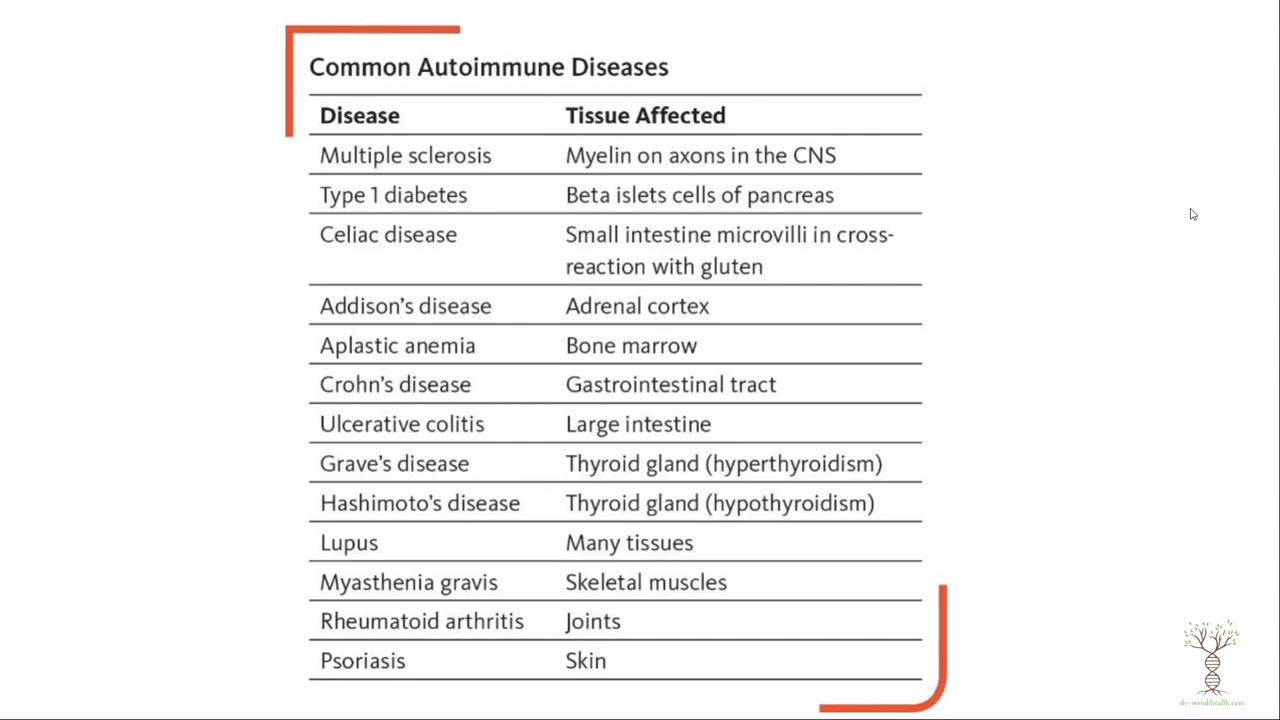 Common Autoimmune Diseases
Disease Tissue Affected
Multiple sclerosis Myelin on axons in the CNS
Type 1 diabetes Beta islets cells of pancreas
Celiac disease Small intestine microvilli in cross-
reaction with gluten
Addison's disease Adrenal cortex
Aplastic anemia Bone marrow
Crohn's disease Gastrointestinal tract
Ulcerative colitis Large intestine
Grave's disease Thyroid gland (hyperthyroidism)
Hashimoto's disease Thyroid gland (hypothyroidism)
Lupus Many tissues
Myasthenia gravis Skeletal muscles
Rheumatoid arthritis Joints
Psoriasis Skin
dr-wendihealth.com